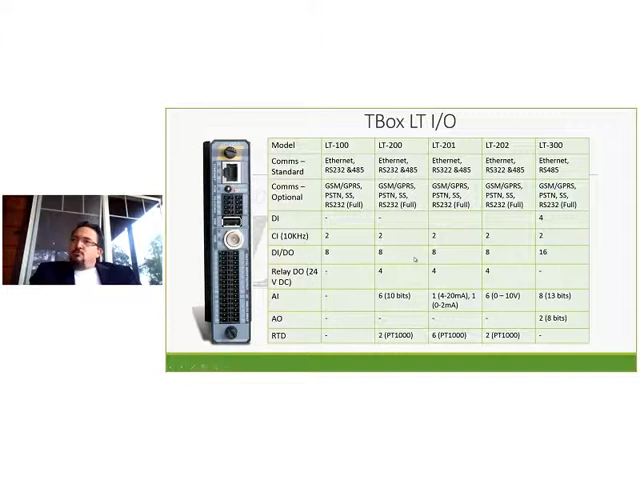 TBox LT I/O
Model LT-100 LT-200 LT-201 LT-202 LT-300
Comms – Standard Ethernet, RS232 &485 Ethernet, RS232 &485 Ethernet, RS322 &485 Ethernet, RS322 &485 Ethernet, RS485
Comms – Optional GSM/GPRS, PSTN, SS, RS232 (Full) GSM/GPRS, PSTN, SS, RS232 (Full) GSM/GPRS, PSTN, SS, RS232 (Full) GSM/GPRS, PSTN, SS, RS232 (Full) GSM/GPRS, PSTN, SS, RS232 (Full)
DI - - 4
CI (10KHz) 2 2 2 2 2
DI/DO 8 8 8 8 16
Relay DO (24 V DC) - 4 4 4 -
AI - 6 (10 bits) 1 (4-20mA), 1 (0-2mA) 6 (0 – 10V) 8 (13 bits)
AO - - - - 2 (8 bits)
RTD - 2 (PT1000) 6 (PT1000) 2 (PT1000) -